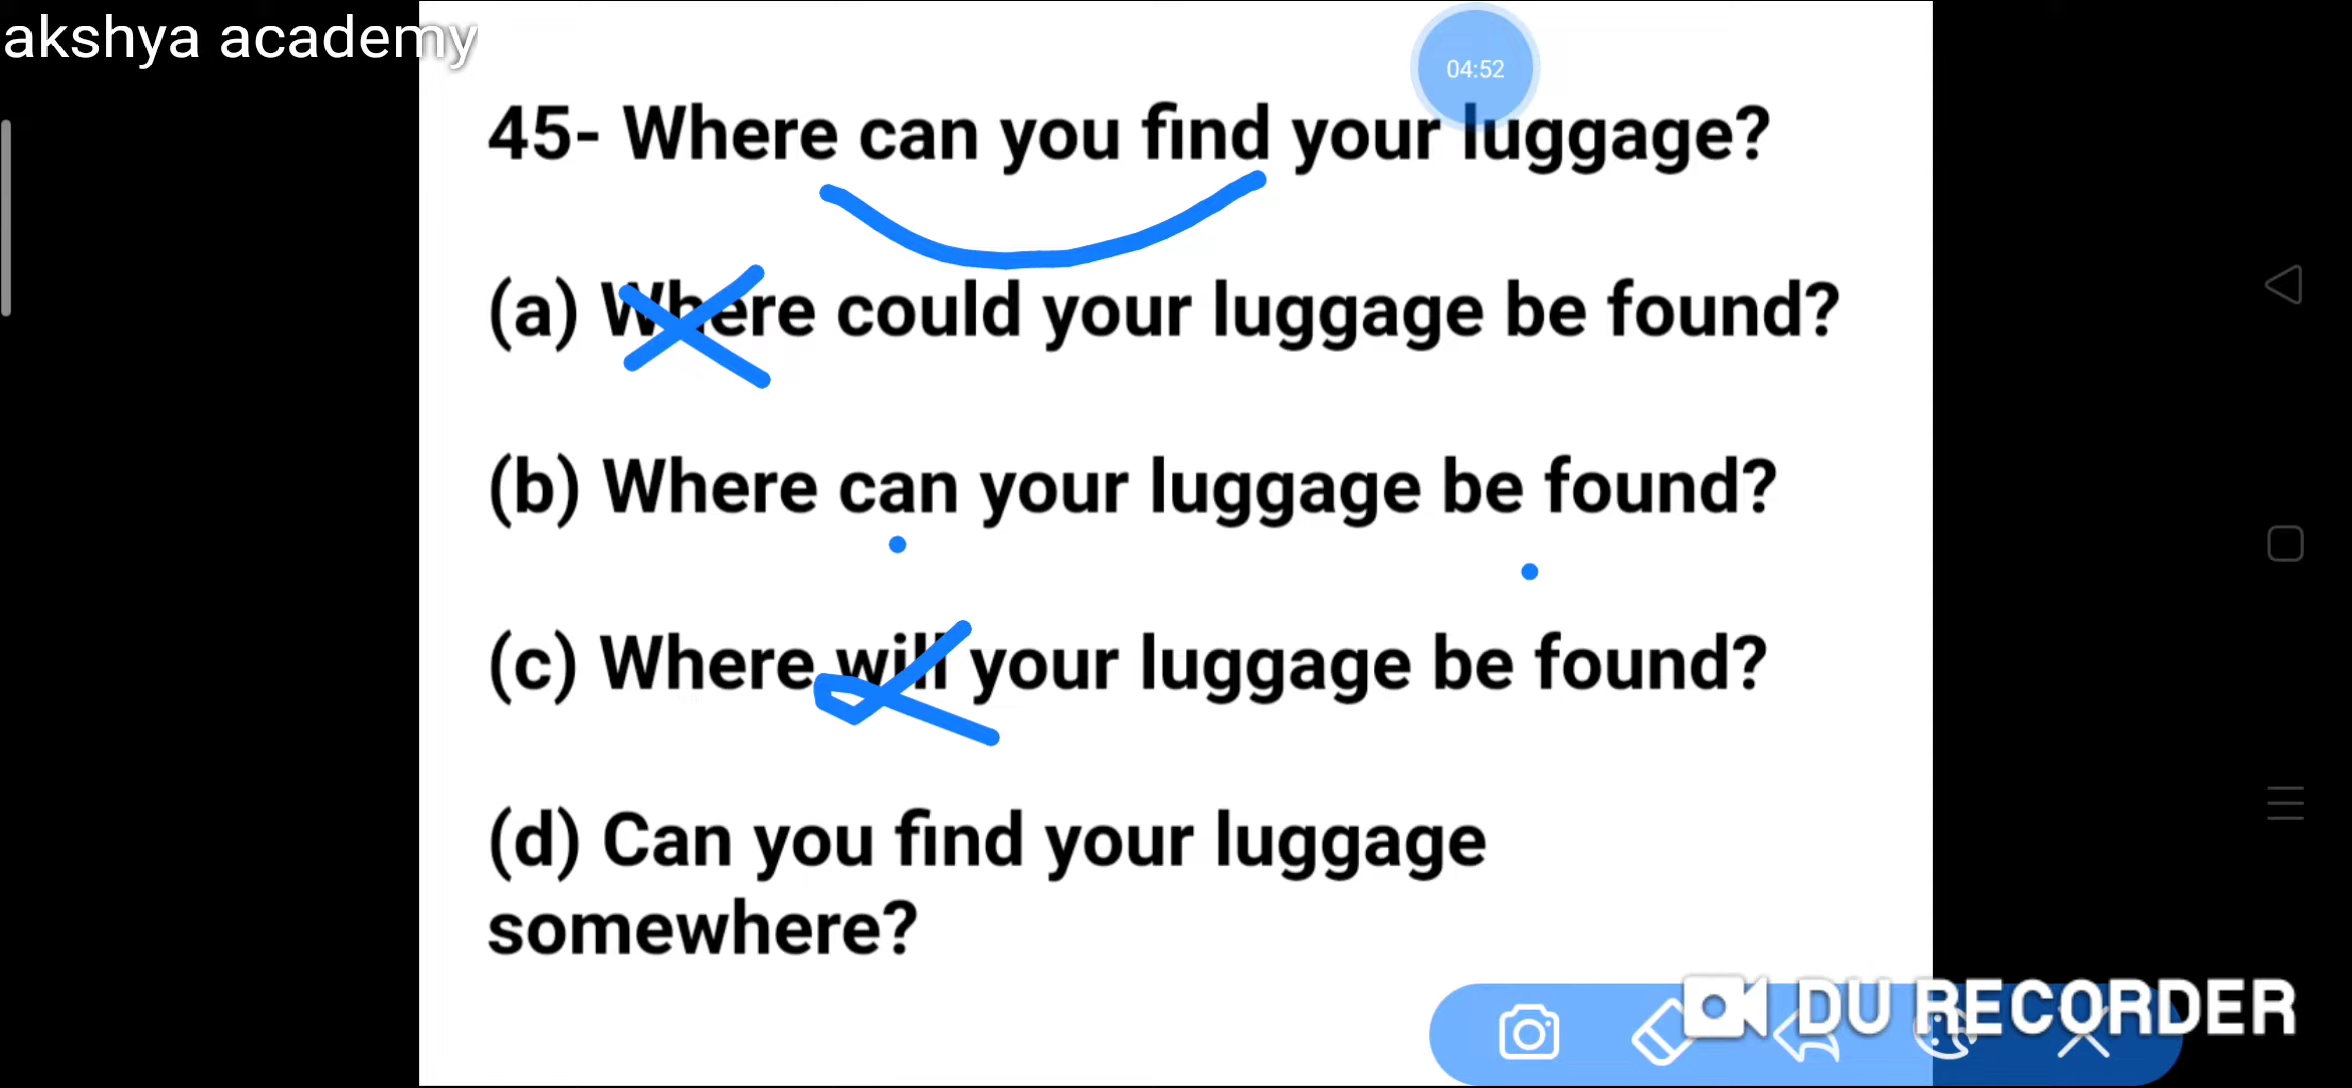 akshya academy
04:52
45- Where can you find your luggage?
(a) Where could your luggage be found?
(b) Where can your luggage be found?
(c) Where will your luggage be found?
(d) Can you find your luggage
somewhere?
DU RECORDER